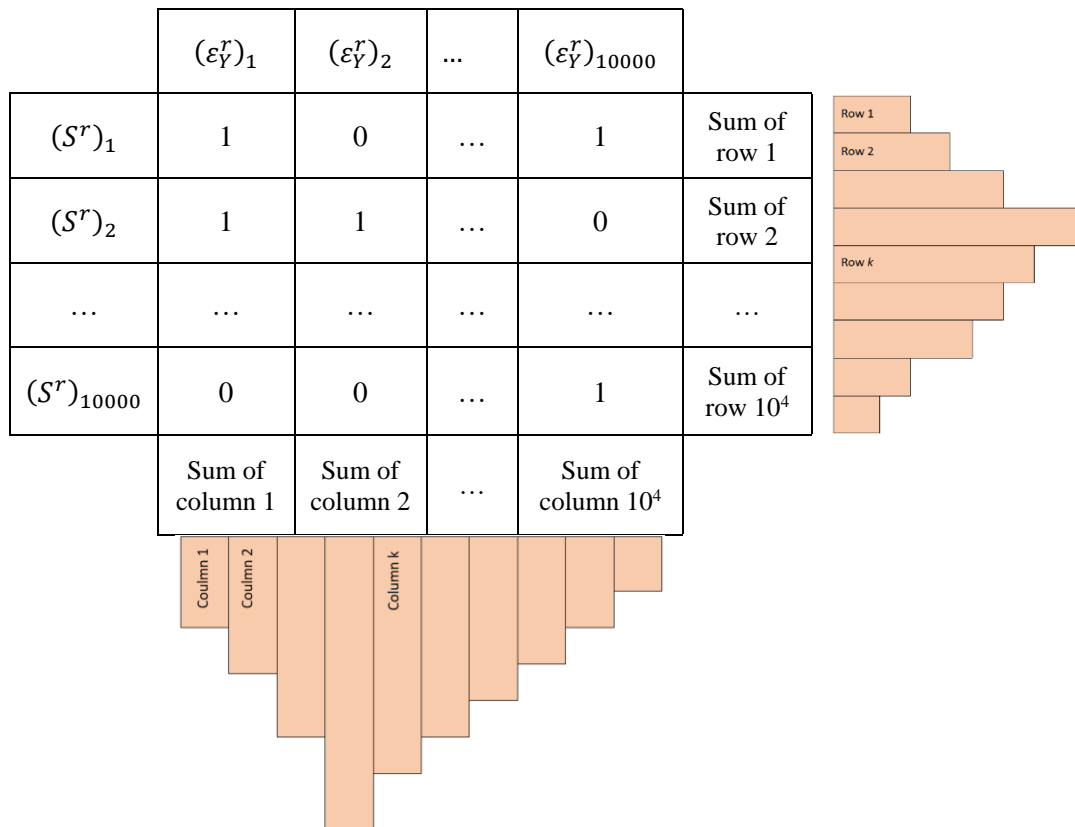 (ε_Y^r)_1 (ε_Y^r)_2 ... (ε_Y^r)_10000
(S^r)_1 1 0 … 1 Sum of
row 1
(S^r)_2 1 1 … 0 Sum of
row 2
… … … … … …
(S^r)_10000 0 0 … 1 Sum of
row 10^4
Sum of
column 1
Sum of
column 2
…
Sum of
column 10^4
Row 1
Row 2
Row k
Coulmn 1
Coulmn 2
Column k